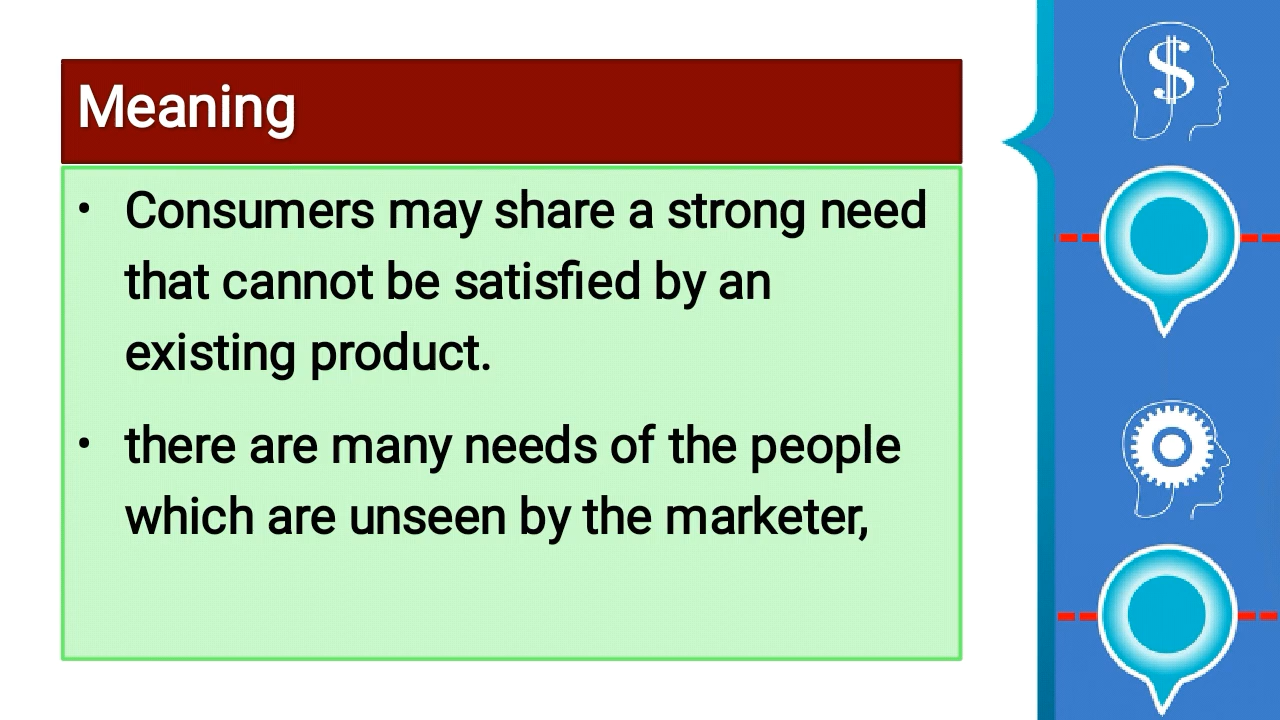 Meaning
• Consumers may share a strong need
that cannot be satisfied by an
existing product.
• there are many needs of the people
which are unseen by the marketer,
$